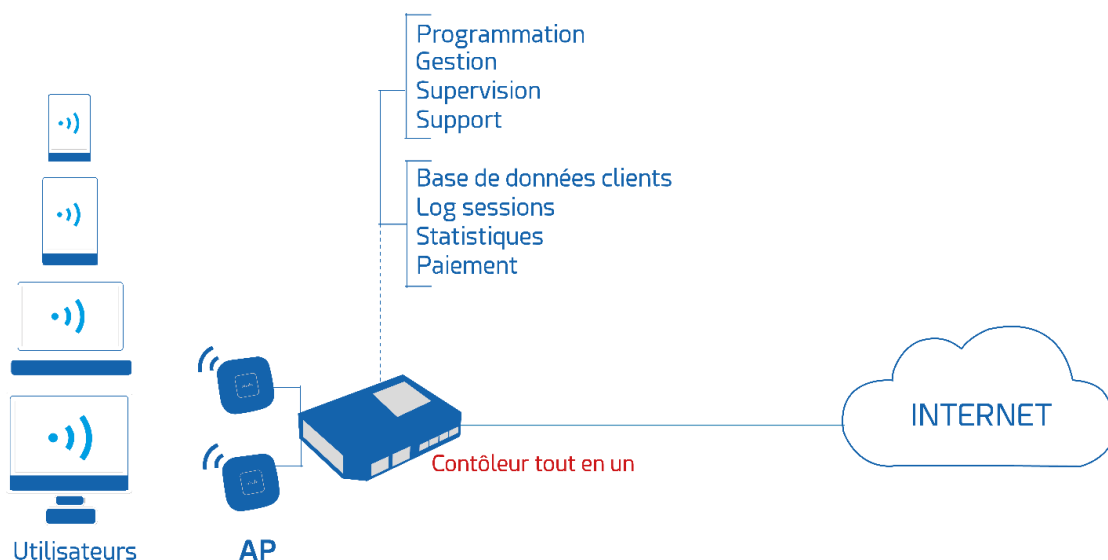 Programmation
Gestion
Supervision
Support
Base de données clients
Log sessions
Statistiques
Paiement
INTERNET
Contôleur tout en un
Utilisateurs
AP